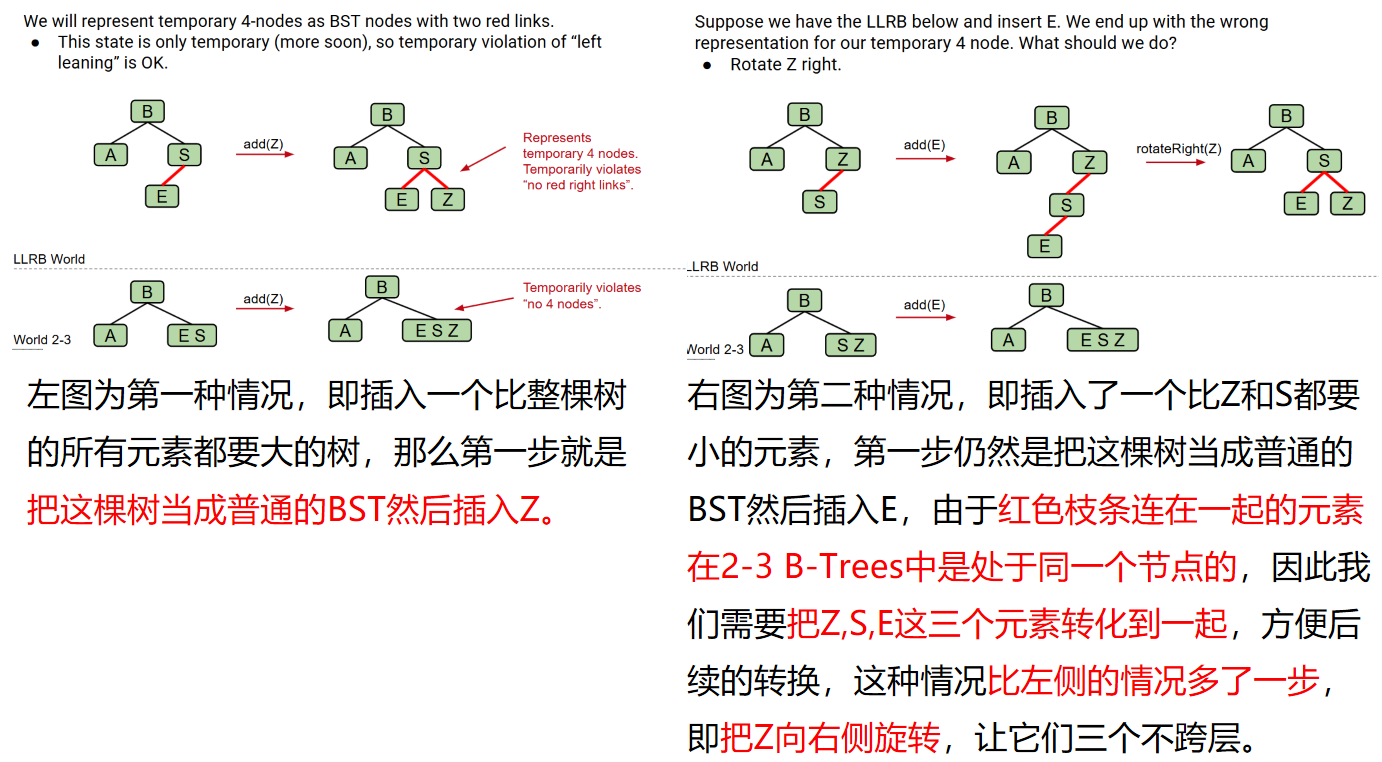 We will represent temporary 4-nodes as BST nodes with two red links.
● This state is only temporary (more soon), so temporary violation of “left
leaning” is OK.
B
A
S
E
add(Z)
B
A
S
E
Z
Represents
temporary 4 nodes.
Temporarily violates
“no red right links”.
LLRB World
B
A
E S
add(Z)
B
A
E S Z
Temporarily violates
“no 4 nodes”.
World 2-3
左图为第一种情况，即插入一个比整棵树
的所有元素都要大的树，那么第一步就是
把这棵树当成普通的BST然后插入Z。
Suppose we have the LLRB below and insert E. We end up with the wrong
representation for our temporary 4 node. What should we do?
● Rotate Z right.
B
A
Z
S
add(E)
B
A
Z
S
E
rotateRight(Z)
B
A
S
E
Z
LLRB World
B
A
S Z
add(E)
B
A
E S Z
World 2-3
右图为第二种情况，即插入了一个比Z和S都要
小的元素，第一步仍然是把这棵树当成普通的
BST然后插入E，由于红色枝条连在一起的元素
在2-3 B-Trees中是处于同一个节点的，因此我
们需要把Z,S,E这三个元素转化到一起，方便后
续的转换，这种情况比左侧的情况多了一步，
即把Z向右侧旋转，让它们三个不跨层。